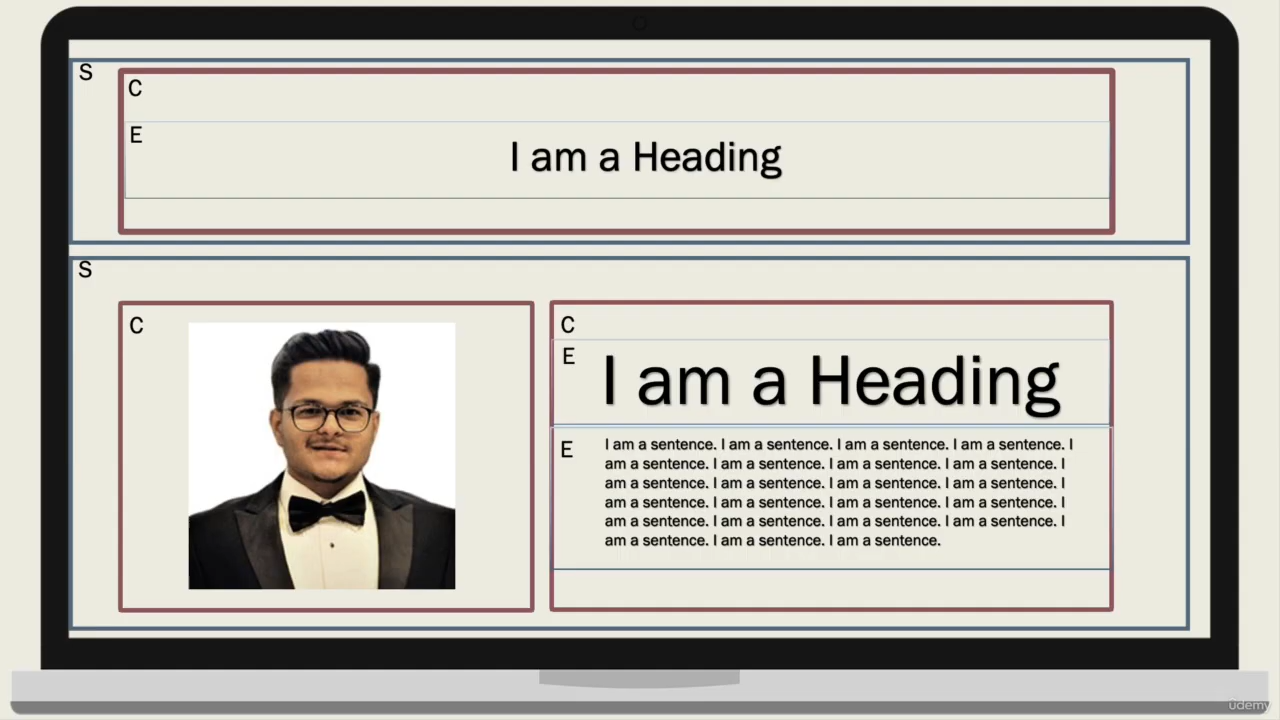 S
C
E
I am a Heading
S
C
C
E
I am a Heading
E
I am a sentence. I am a sentence. I am a sentence. I am a sentence. I
am a sentence. I am a sentence. I am a sentence. I am a sentence. I
am a sentence. I am a sentence. I am a sentence. I am a sentence. I
am a sentence. I am a sentence. I am a sentence. I am a sentence. I
am a sentence. I am a sentence. I am a sentence. I am a sentence. I
am a sentence. I am a sentence. I am a sentence.
ûdemy